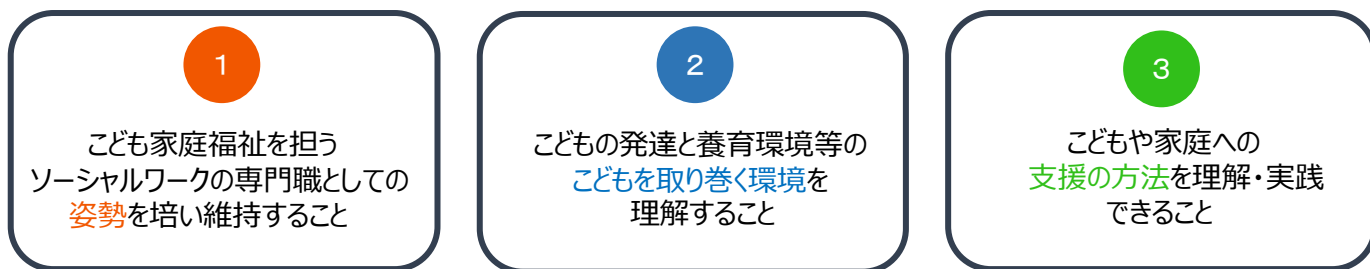 1
こども家庭福祉を担う
ソーシャルワークの専門職としての
姿勢を培い維持すること
2
こどもの発達と養育環境等の
こどもを取り巻く環境を
理解すること
3
こどもや家庭への
支援の方法を理解・実践
できること